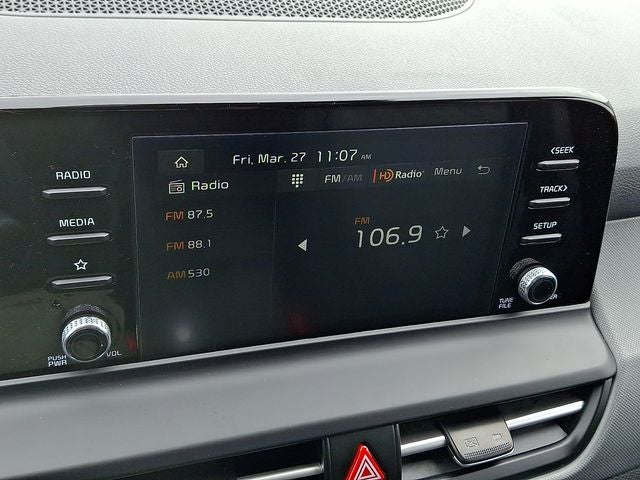 RADIO
MEDIA
PUSH PWR
VOL
Fri, Mar. 27 11:07 AM
Radio
FM/AM HD Radio Menu
FM 87.5
FM 88.1
AM 530
FM
106.9
<SEEK
TRACK>
SETUP
TUNE
FILE